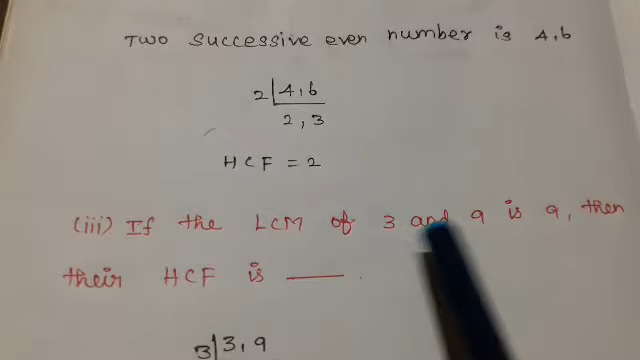 Two successive even number is 4, 6
2 | 4, 6
2, 3
HCF = 2
(iii) If the LCM of 3 and 9 is 9, then
their HCF is ____.
3 | 3, 9